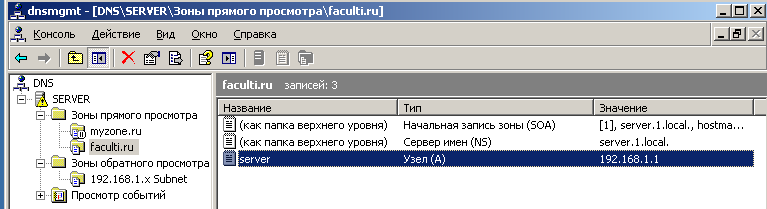 dnsmgmt - [DNS\SERVER\Зоны прямого просмотра\faculti.ru]
Консоль Действие Вид Окно Справка
DNS
SERVER
Зоны прямого просмотра
myzone.ru
faculti.ru
Зоны обратного просмотра
192.168.1.x Subnet
Просмотр событий
faculti.ru записей: 3
Название Тип Значение
(как папка верхнего уровня) Начальная запись зоны (SOA) [1], server.1.local., hostma...
(как папка верхнего уровня) Сервер имен (NS) server.1.local.
server Узел (A) 192.168.1.1